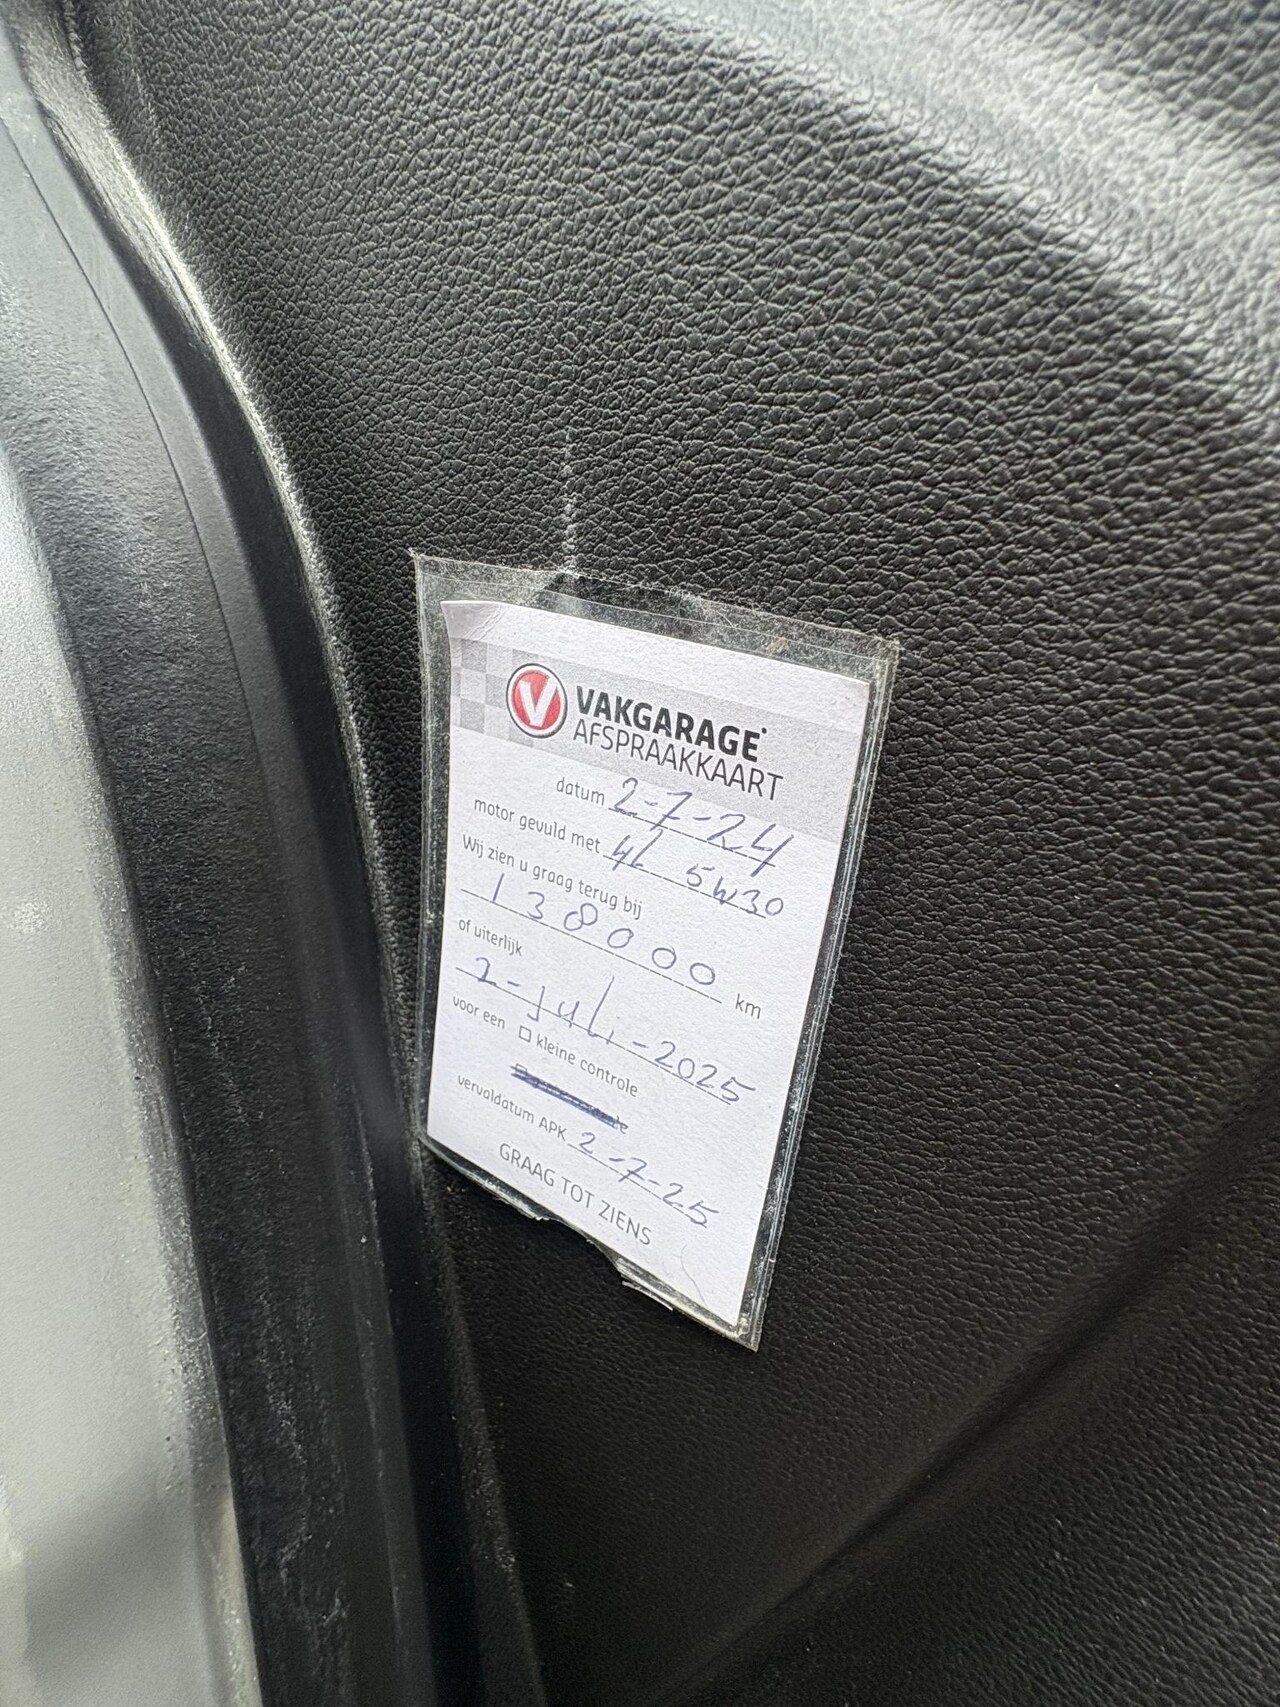 V VAKGARAGE
AFSPRAAKKAART
datum 2-7-24
motor gevuld met 4L 5W30
Wij zien u graag terug bij
138000 km
of uiterlijk
2-juli-2025
voor een □ kleine controle
vervaldatum APK 2-7-25
GRAAG TOT ZIENS